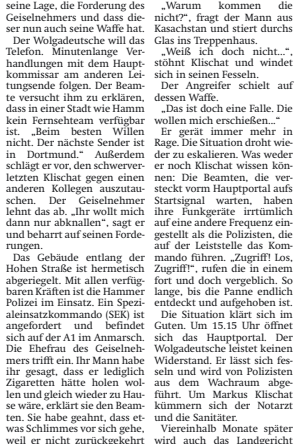 seine Lage, die Forderung des
Geiselnehmers und dass die-
ser nun auch seine Waffe hat.
Der Wolgadeutsche will das
Telefon. Minutenlange Ver-
handlungen mit dem Haupt-
kommissar am anderen Lei-
tungsende folgen. Der Beam-
te versucht ihm zu erklären,
dass in einer Stadt wie Hamm
kein Fernsehteam verfügbar
ist. „Beim besten Willen
nicht. Der nächste Sender ist
in Dortmund.“ Außerdem
schlägt er vor, den schwerver-
letzten Klischat gegen einen
anderen Kollegen auszutau-
schen. Der Geiselnehmer
lehnt das ab. „Ihr wollt mich
dann nur abknallen“, sagt er
und beharrt auf seinen Forde-
rungen.
Das Gebäude entlang der
Hohen Straße ist hermetisch
abgeriegelt. Mit allen verfüg-
baren Kräften ist die Hammer
Polizei im Einsatz. Ein Spezi-
aleinsatzkommando (SEK) ist
angefordert und befindet
sich auf der A1 im Anmarsch.
Die Ehefrau des Geiselneh-
mers trifft ein. Ihr Mann habe
ihr gesagt, dass er lediglich
Zigaretten hätte holen wol-
len und gleich wieder zu Hau-
se wäre, erklärt sie den Beam-
ten. Sie habe geahnt, dass et-
was Schlimmes vor sich gehe,
weil er nicht zurückgekehrt
„Warum kommen die
nicht?“, fragt der Mann aus
Kasachstan und stiert durchs
Glas ins Treppenhaus.
„Weiß ich doch nicht...“,
stöhnt Klischat und windet
sich in seinen Fesseln.
Der Angreifer schielt auf
dessen Waffe.
„Das ist doch eine Falle. Die
wollen mich erschießen...“
Er gerät immer mehr in
Rage. Die Situation droht wie-
der zu eskalieren. Was weder
er noch Klischat wissen kön-
nen: Die Beamten, die ver-
steckt vorm Hauptportal aufs
Startsignal warten, haben
ihre Funkgeräte irrtümlich
auf eine andere Frequenz ein-
gestellt als die Polizisten, die
auf der Leitstelle das Kom-
mando führen. „Zugriff! Los,
Zugriff!“, rufen die in einem
fort und doch vergeblich. So
lange, bis die Panne endlich
entdeckt und aufgehoben ist.
Die Situation klärt sich im
Guten. Um 15.15 Uhr öffnet
sich das Hauptportal. Der
Wolgadeutsche leistet keinen
Widerstand. Er lässt sich fes-
seln und wird von Polizisten
aus dem Wachraum abge-
führt. Um Markus Klischat
kümmern sich der Notarzt
und die Sanitäter.
Viereinhalb Monate später
wird auch das Landgericht